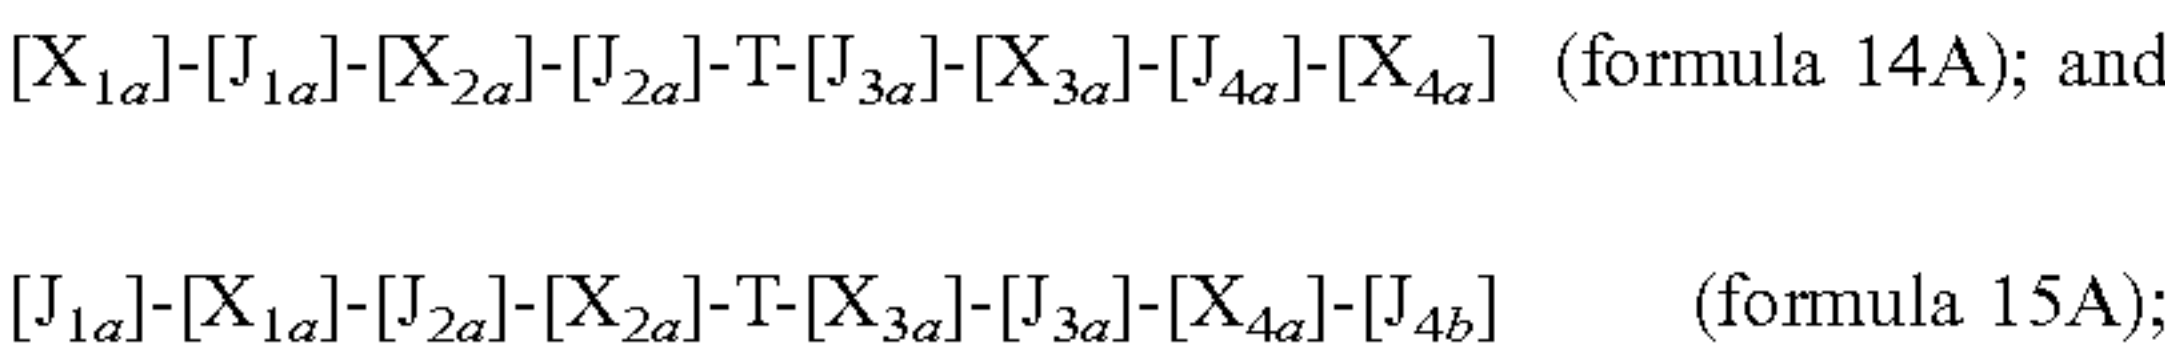 [X₁ₐ]-[J₁ₐ]-[X₂ₐ]-[J₂ₐ]-T-[J₃ₐ]-[X₃ₐ]-[J₄ₐ]-[X₄ₐ] (formula 14A); and
[J₁ₐ]-[X₁ₐ]-[J₂ₐ]-[X₂ₐ]-T-[X₃ₐ]-[J₃ₐ]-[X₄ₐ]-[J₄b] (formula 15A);